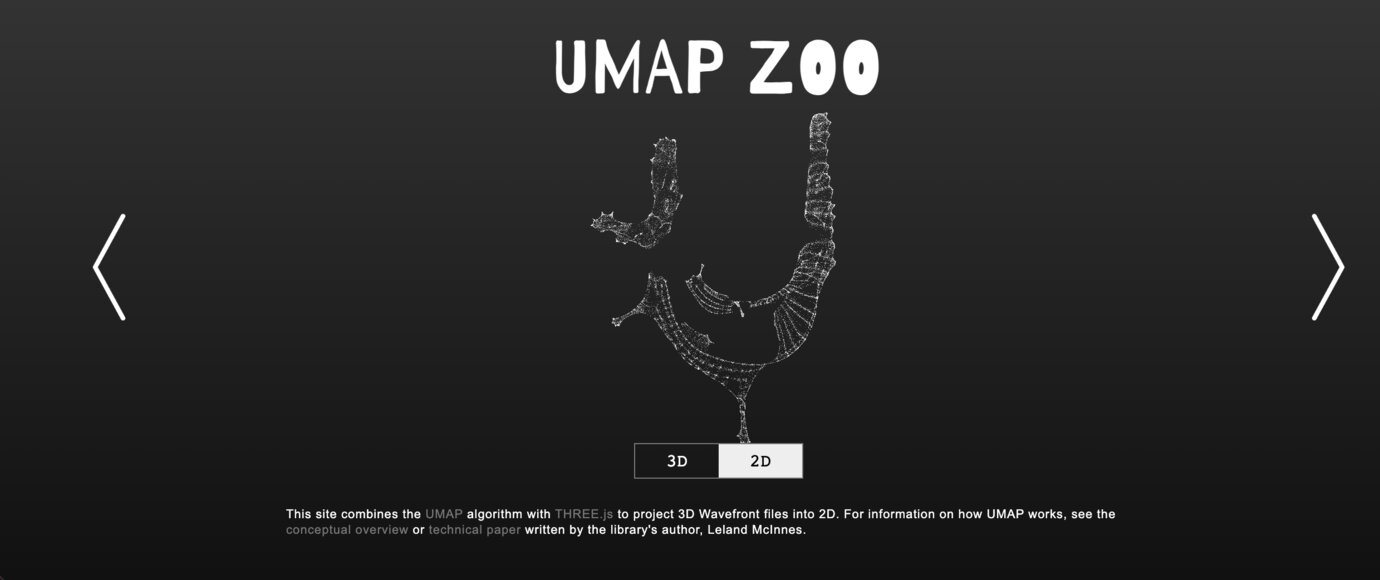 UMAP ZOO
3D 2D
This site combines the UMAP algorithm with THREE.js to project 3D Wavefront files into 2D. For information on how UMAP works, see the
conceptual overview or technical paper written by the library's author, Leland McInnes.